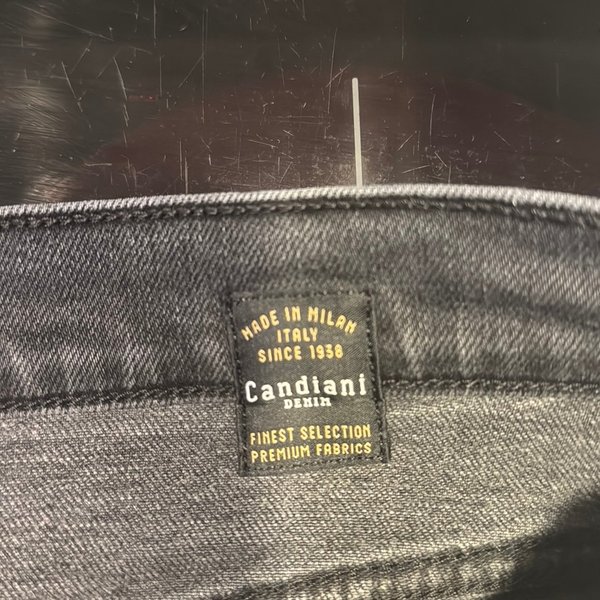 MADE IN MILAN
ITALY
SINCE 1938
Candiani
DENIM
FINEST SELECTION
PREMIUM FABRICS